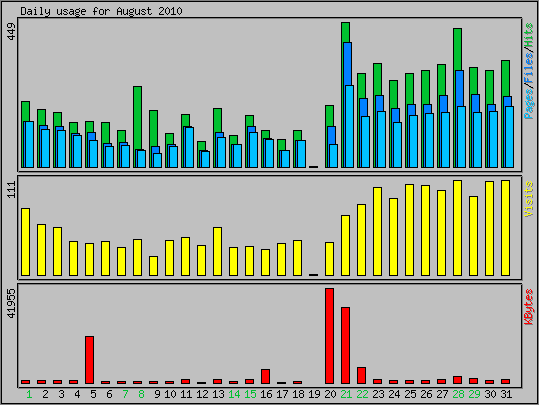 Daily usage for August 2010
449
Pages/Files/Hits
111
Visits
41955
KBytes
1 2 3 4 5 6 7 8 9 10 11 12 13 14 15 16 17 18 19 20 21 22 23 24 25 26 27 28 29 30 31